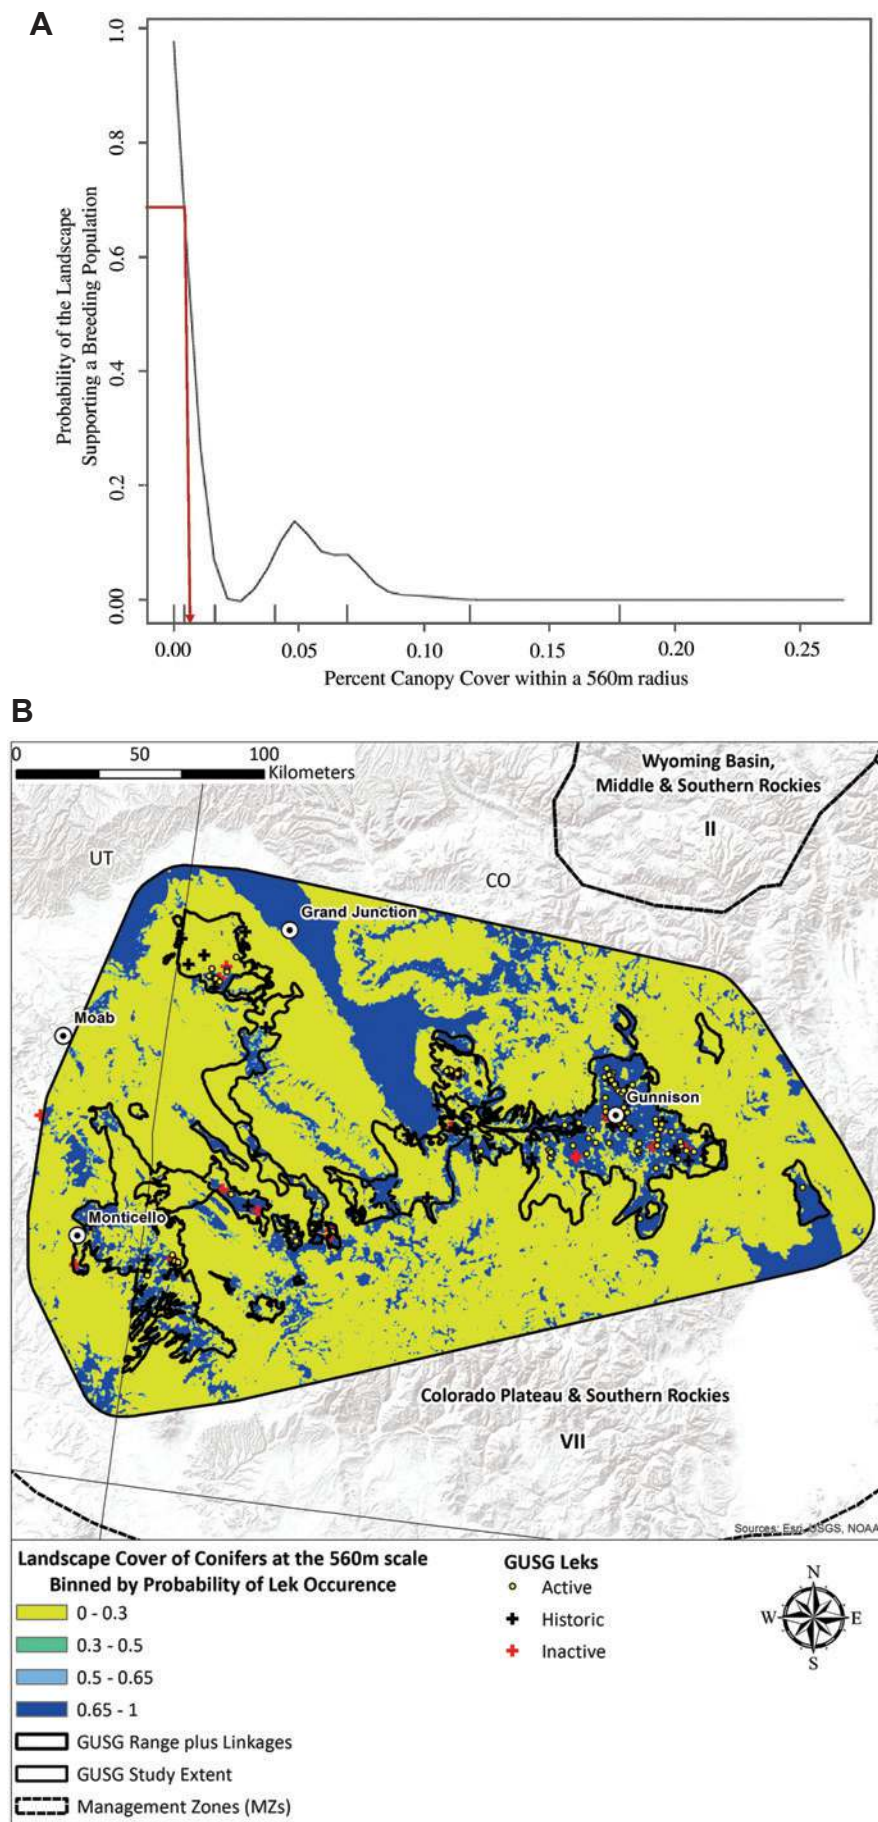 A
1.0
0.8
0.6
0.4
0.2
0.00
Probability of the Landscape
Supporting a Breeding Population
0.00 0.05 0.10 0.15 0.20 0.25
Percent Canopy Cover within a 560m radius
B
0 50 100
Kilometers
Wyoming Basin,
Middle & Southern Rockies
II
UT
CO
Grand Junction
Moab
Gunnison
Monticello
Colorado Plateau & Southern Rockies
VII
Sources: Esri, USGS, NOAA
Landscape Cover of Conifers at the 560m scale
Binned by Probability of Lek Occurence
0 - 0.3
0.3 - 0.5
0.5 - 0.65
0.65 - 1
GUSG Range plus Linkages
GUSG Study Extent
Management Zones (MZs)
GUSG Leks
Active
Historic
Inactive
N
W E
S